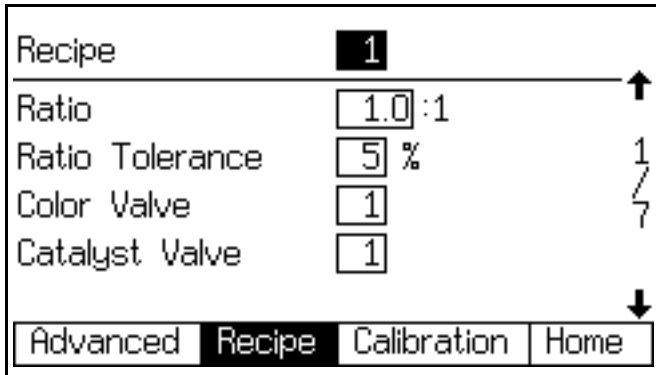 Recipe 1
Ratio 1.0 :1
Ratio Tolerance 5 %
Color Valve 1
Catalyst Valve 1
1/7
Advanced Recipe Calibration Home